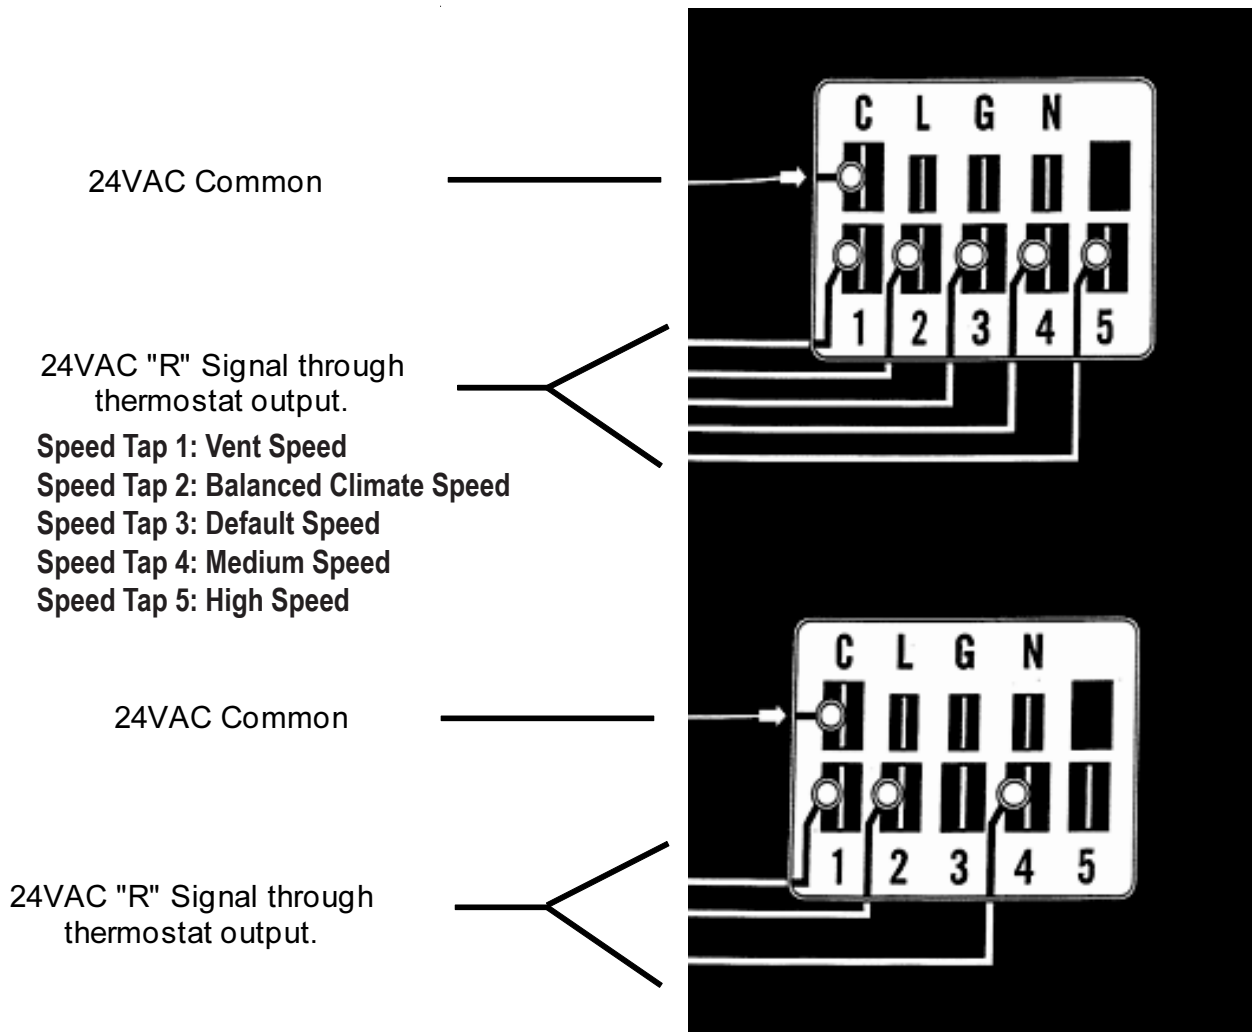 C L G N
24VAC Common
1 2 3 4 5
24VAC "R" Signal through
thermostat output.
Speed Tap 1: Vent Speed
Speed Tap 2: Balanced Climate Speed
Speed Tap 3: Default Speed
Speed Tap 4: Medium Speed
Speed Tap 5: High Speed
C L G N
24VAC Common
1 2 3 4 5
24VAC "R" Signal through
thermostat output.